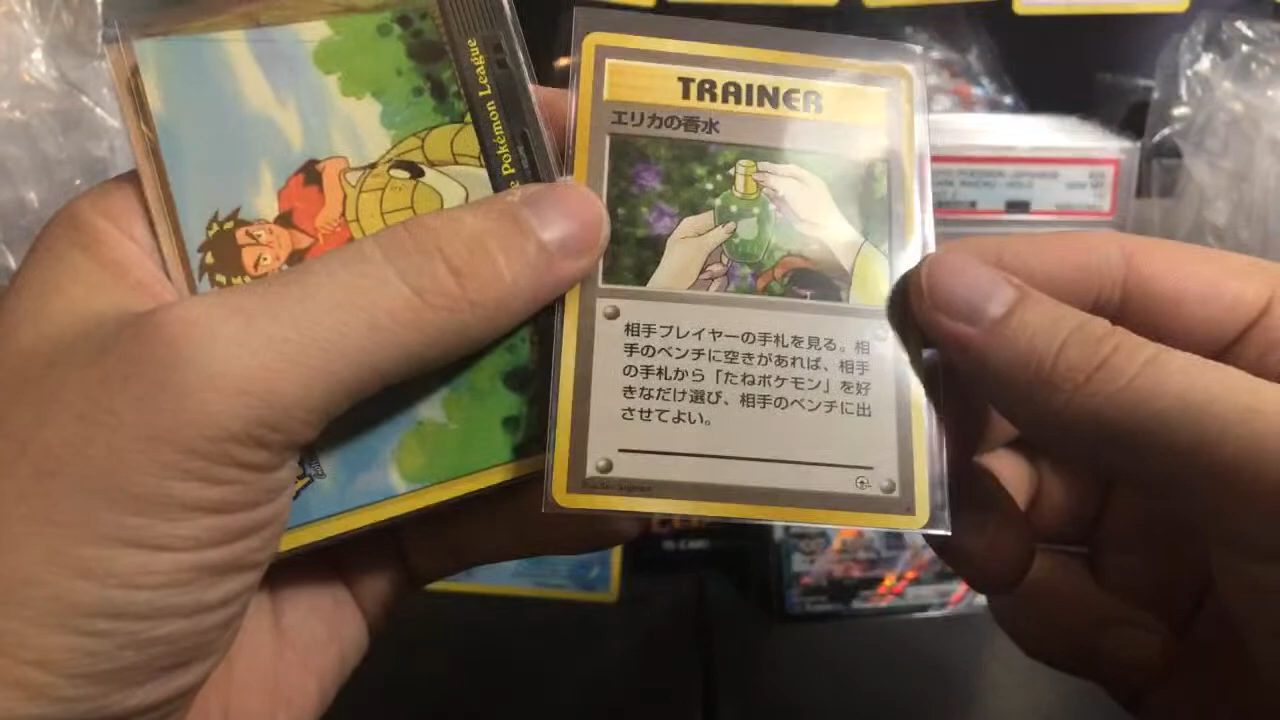 Pokémon League
TRAINER
エリカの香水
相手プレイヤーの手札を見る。相
手のベンチに空きがあれば、相手
の手札から「たねポケモン」を好
きなだけ選び、相手のベンチに出
させてよい。